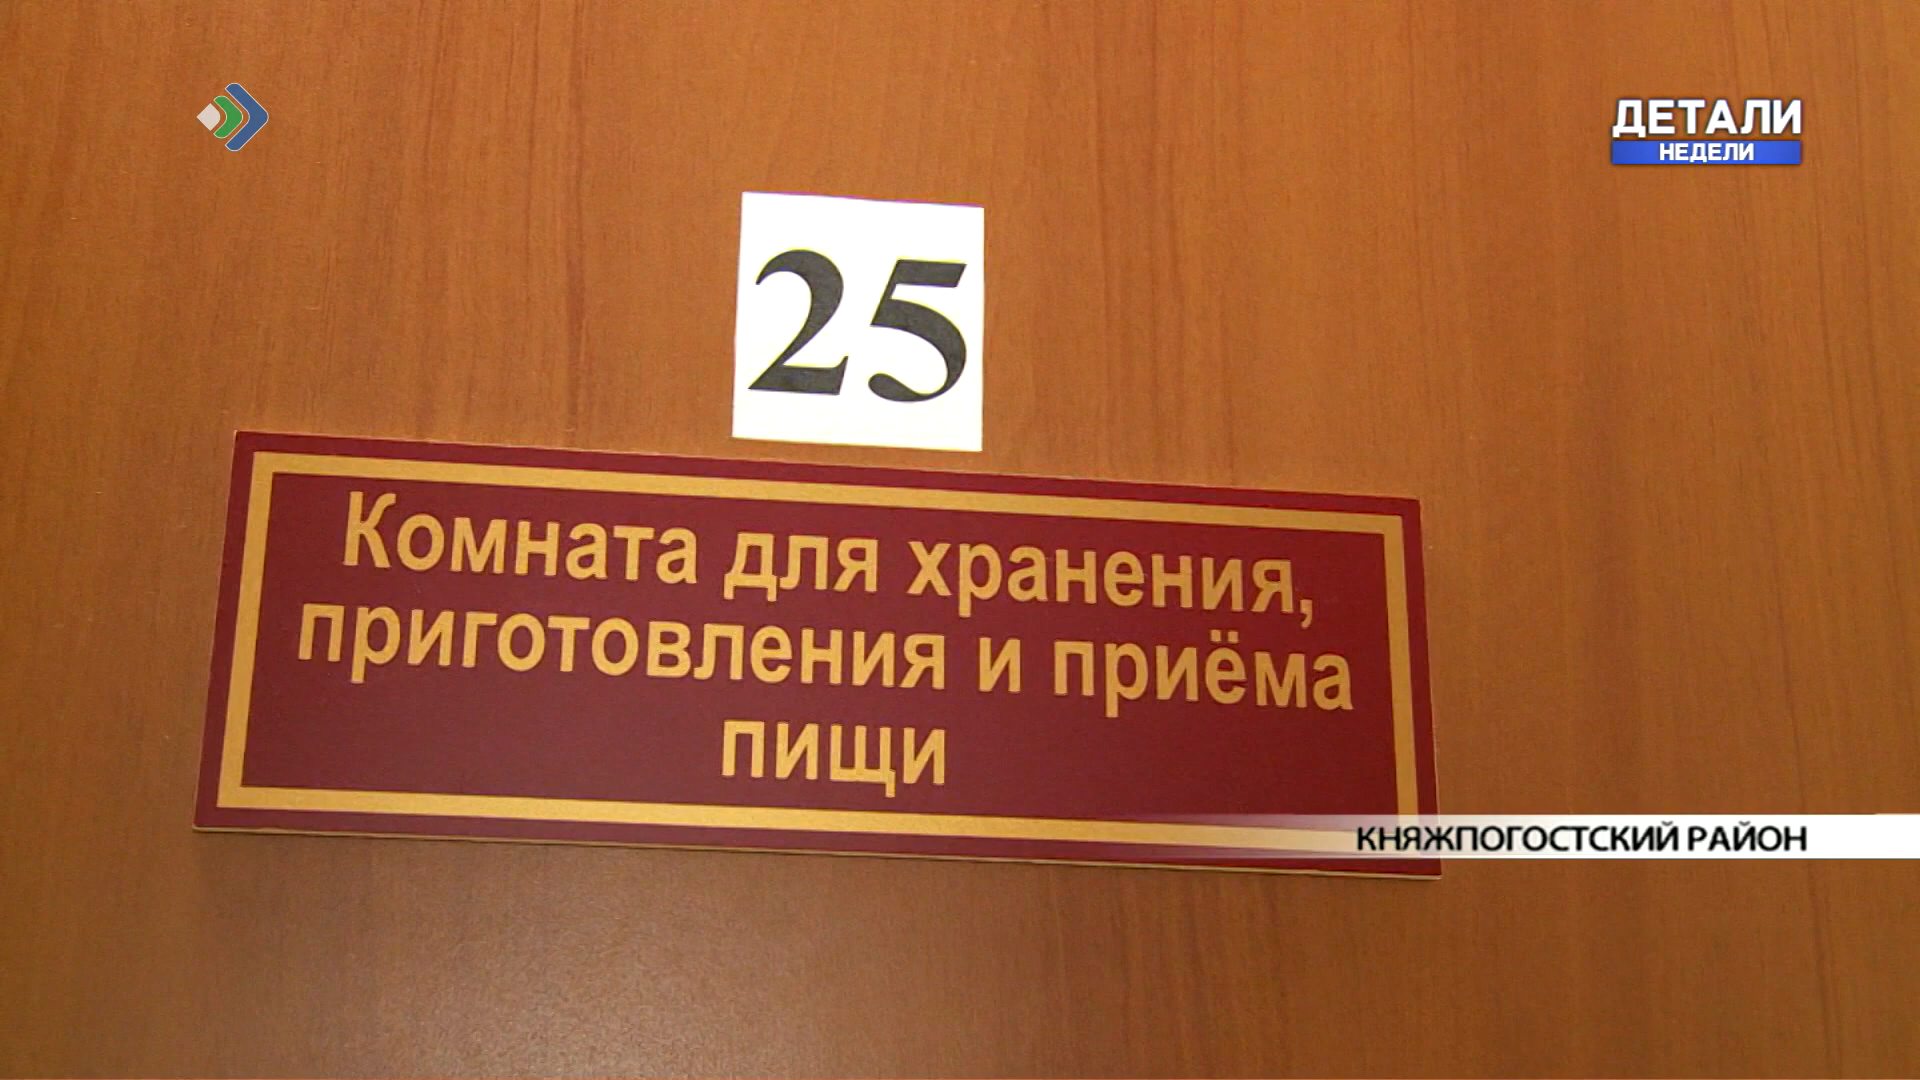 ДЕТАЛИ
НЕДЕЛИ
25
Комната для хранения,
приготовления и приёма
пищи
КНЯЖПОГОСТСКИЙ РАЙОН